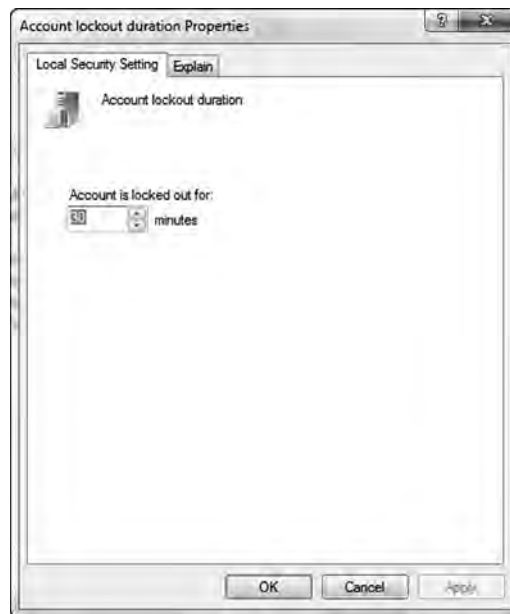 Account lockout duration Properties
Local Security Setting
Explain
Account lockout duration
Account is locked out for:
minutes
OK
Cancel
Apply